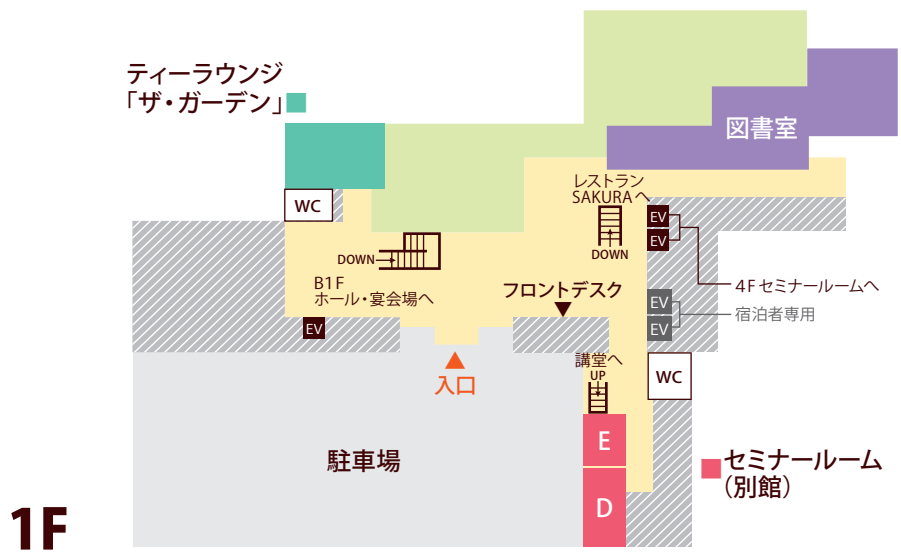 ティーラウンジ
「ザ・ガーデン」
図書室
WC
レストラン
SAKURAへ
EV
EV
DOWN
DOWN
4Fセミナールームへ
B1F
ホール・宴会場へ
フロントデスク
EV
EV
宿泊者専用
EV
入口
講堂へ
UP
WC
E
駐車場
セミナールーム
(別館)
D
1F